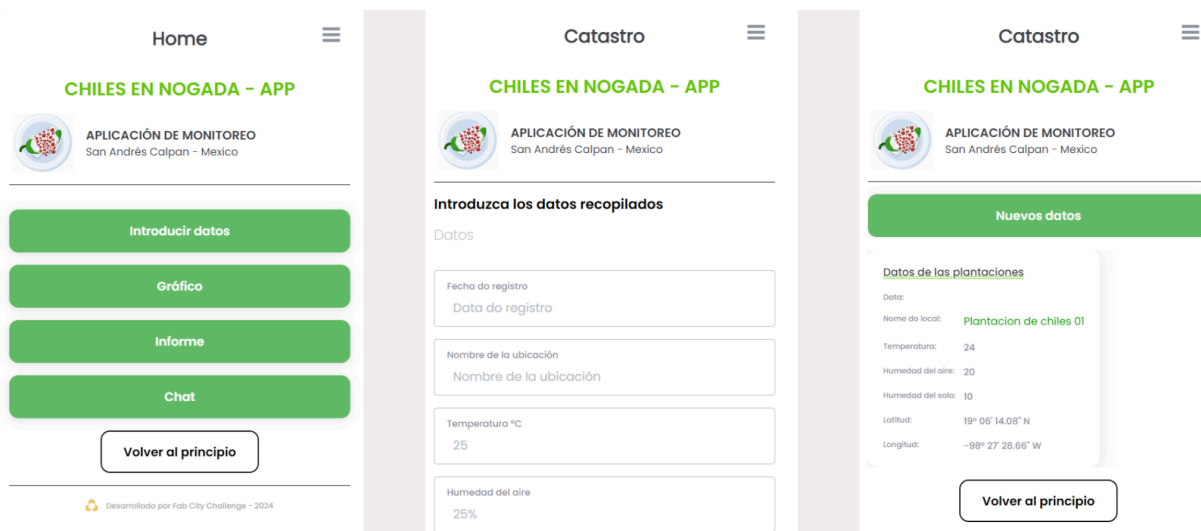 Home
CHILES EN NOGADA - APP
APLICACIÓN DE MONITOREO
San Andrés Calpan - Mexico
Introducir datos
Gráfico
Informe
Chat
Volver al principio
Desarrollado por Fab City Challenge - 2024
Catastro
CHILES EN NOGADA - APP
APLICACIÓN DE MONITOREO
San Andrés Calpan - Mexico
Introduzca los datos recopilados
Datos
Fecha do registro
Data do registro
Nombre de la ubicación
Nombre de la ubicación
Temperatura ºC
25
Humedad del aire
25%
Catastro
CHILES EN NOGADA - APP
APLICACIÓN DE MONITOREO
San Andrés Calpan - Mexico
Nuevos datos
Datos de las plantaciones
Data:
Nome do local: Plantacion de chiles 01
Temperatura: 24
Humedad del aire: 20
Humedad del solo: 10
Latitud: 19º 06' 14.08" N
Longitud: -98º 27' 28.66" W
Volver al principio